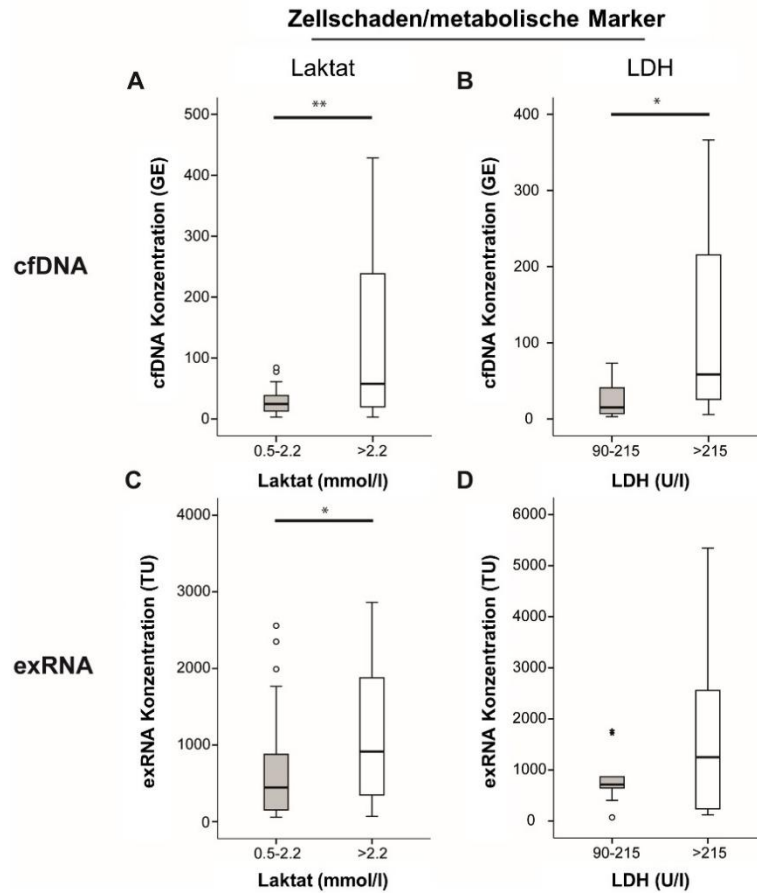 Zellschaden/metabolische Marker
Laktat
LDH
A
B
cfDNA
cfDNA Konzentration (GE)
500
400
300
200
100
0
**
0.5-2.2
>2.2
Laktat (mmol/l)
cfDNA Konzentration (GE)
400
300
200
100
0
*
90-215
>215
LDH (U/l)
C
D
exRNA
exRNA Konzentration (TU)
4000
3000
2000
1000
0
*
0.5-2.2
>2.2
Laktat (mmol/l)
exRNA Konzentration (TU)
6000
5000
4000
3000
2000
1000
0
90-215
>215
LDH (U/l)